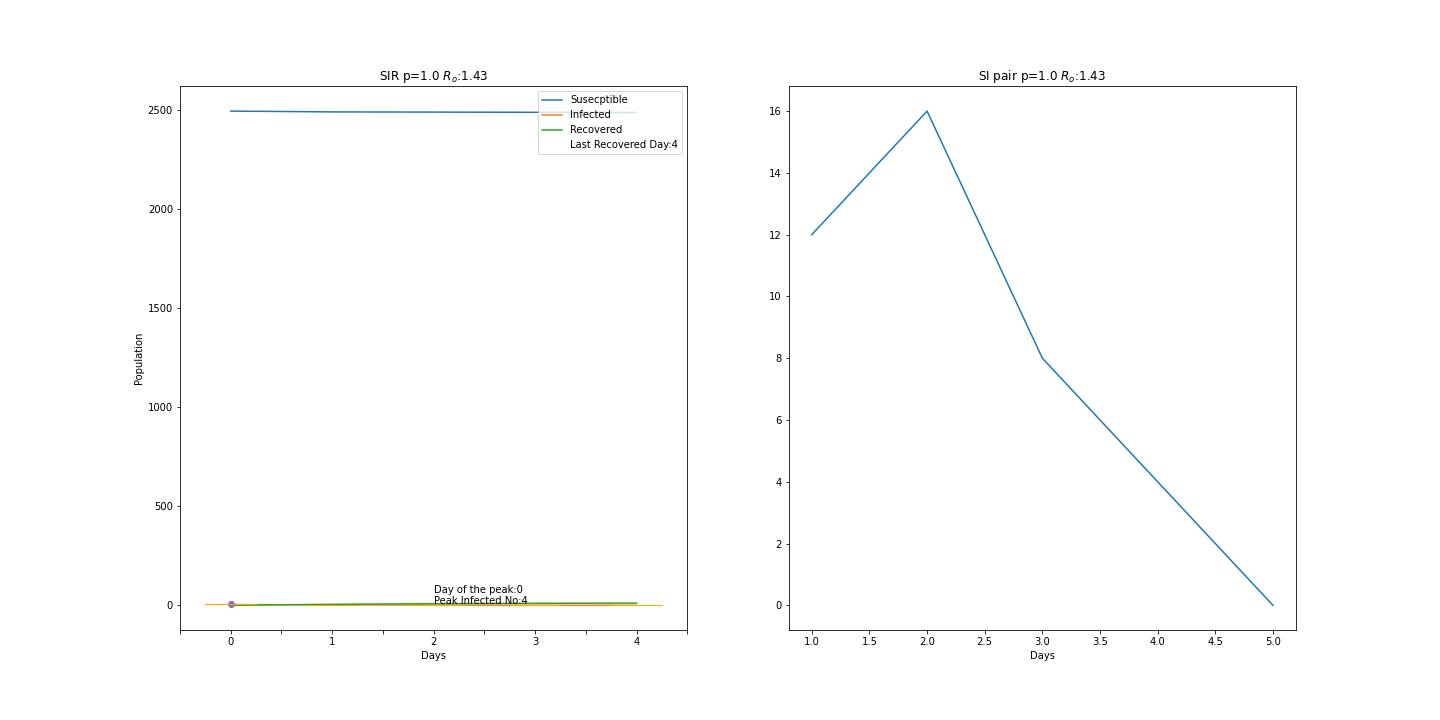 SIR p=1.0 Rₒ:1.43
2500
2000
1500
1000
500
0
Population
Susecptible
Infected
Recovered
Last Recovered Day:4
Day of the peak:0
Peak Infected No:4
0 1 2 3 4
Days
SI pair p=1.0 Rₒ:1.43
16
14
12
10
8
6
4
2
0
1.0 1.5 2.0 2.5 3.0 3.5 4.0 4.5 5.0
Days